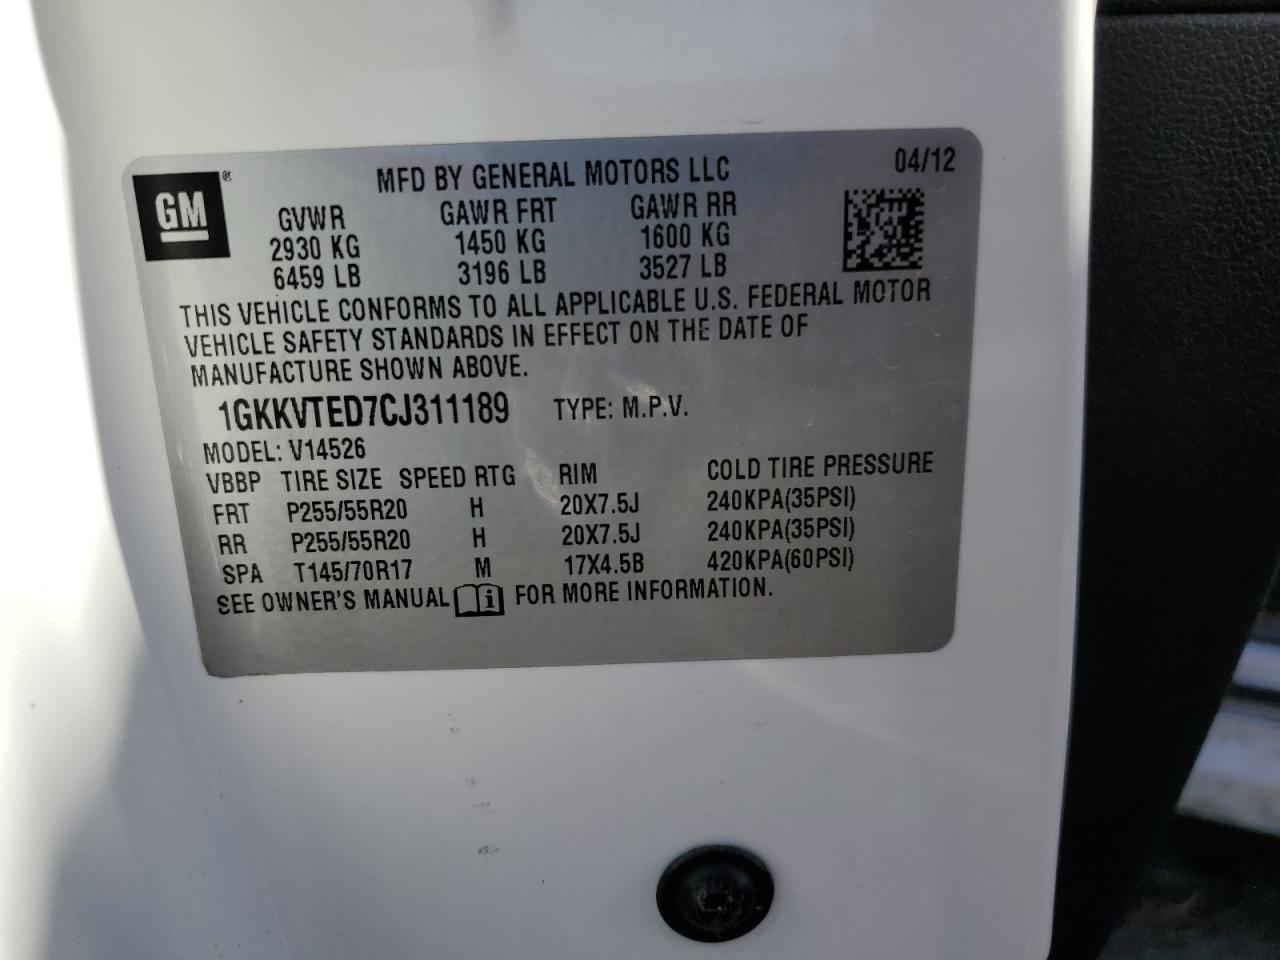 GM ®
MFD BY GENERAL MOTORS LLC 04/12
GVWR GAWR FRT GAWR RR
2930 KG 1450 KG 1600 KG
6459 LB 3196 LB 3527 LB
THIS VEHICLE CONFORMS TO ALL APPLICABLE U.S. FEDERAL MOTOR
VEHICLE SAFETY STANDARDS IN EFFECT ON THE DATE OF
MANUFACTURE SHOWN ABOVE.
1GKKVTED7CJ311189 TYPE: M.P.V.
MODEL: V14526
VBBP TIRE SIZE SPEED RTG RIM COLD TIRE PRESSURE
FRT P255/55R20 H 20X7.5J 240KPA(35PSI)
RR P255/55R20 H 20X7.5J 240KPA(35PSI)
SPA T145/70R17 M 17X4.5B 420KPA(60PSI)
SEE OWNER'S MANUAL i FOR MORE INFORMATION.